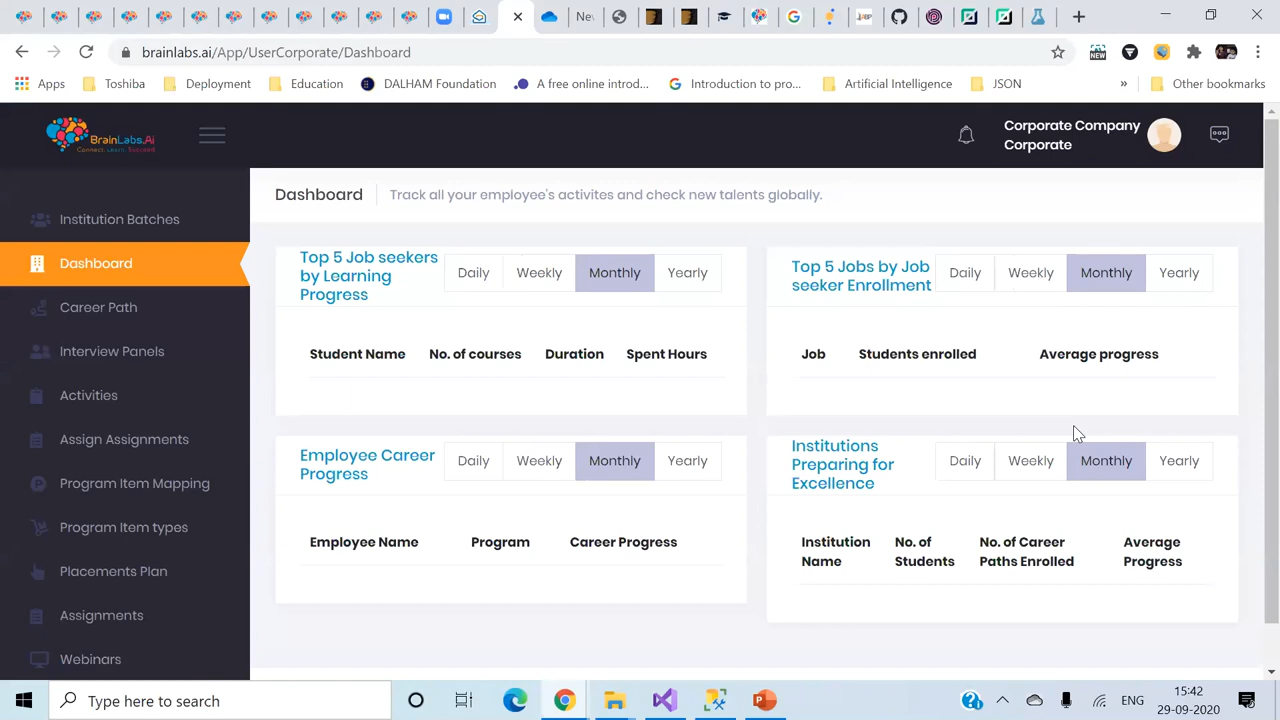 Nev
brainlabs.ai/App/UserCorporate/Dashboard
NEW
Apps
Toshiba
Deployment
Education
DALHAM Foundation
A free online introd...
Introduction to pro...
Artificial Intelligence
JSON
»
Other bookmarks
BrainLabs.Ai
Connect. Learn. Succeed
Corporate Company
Corporate
Institution Batches
Dashboard
Career Path
Interview Panels
Activities
Assign Assignments
Program Item Mapping
Program Item types
Placements Plan
Assignments
Webinars
Dashboard
Track all your employee's activites and check new talents globally.
Top 5 Job seekers
by Learning
Progress
Daily Weekly Monthly Yearly
Student Name No. of courses Duration Spent Hours
Top 5 Jobs by Job
seeker Enrollment
Daily Weekly Monthly Yearly
Job Students enrolled Average progress
Employee Career
Progress
Daily Weekly Monthly Yearly
Employee Name Program Career Progress
Institutions
Preparing for
Excellence
Daily Weekly Monthly Yearly
Institution No. of No. of Career Average
Name Students Paths Enrolled Progress
Type here to search
ENG
15:42
29-09-2020